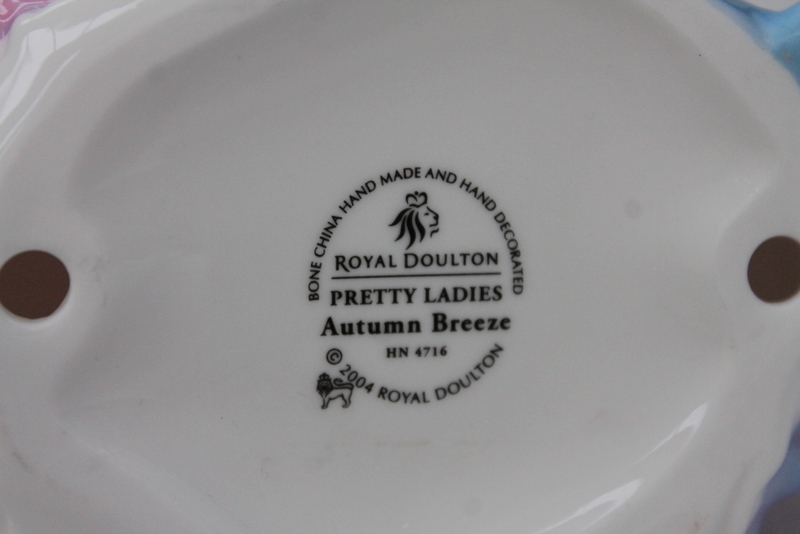 BONE CHINA HAND MADE AND HAND DECORATED
ROYAL DOULTON
PRETTY LADIES
Autumn Breeze
HN 4716
© 2004 ROYAL DOULTON